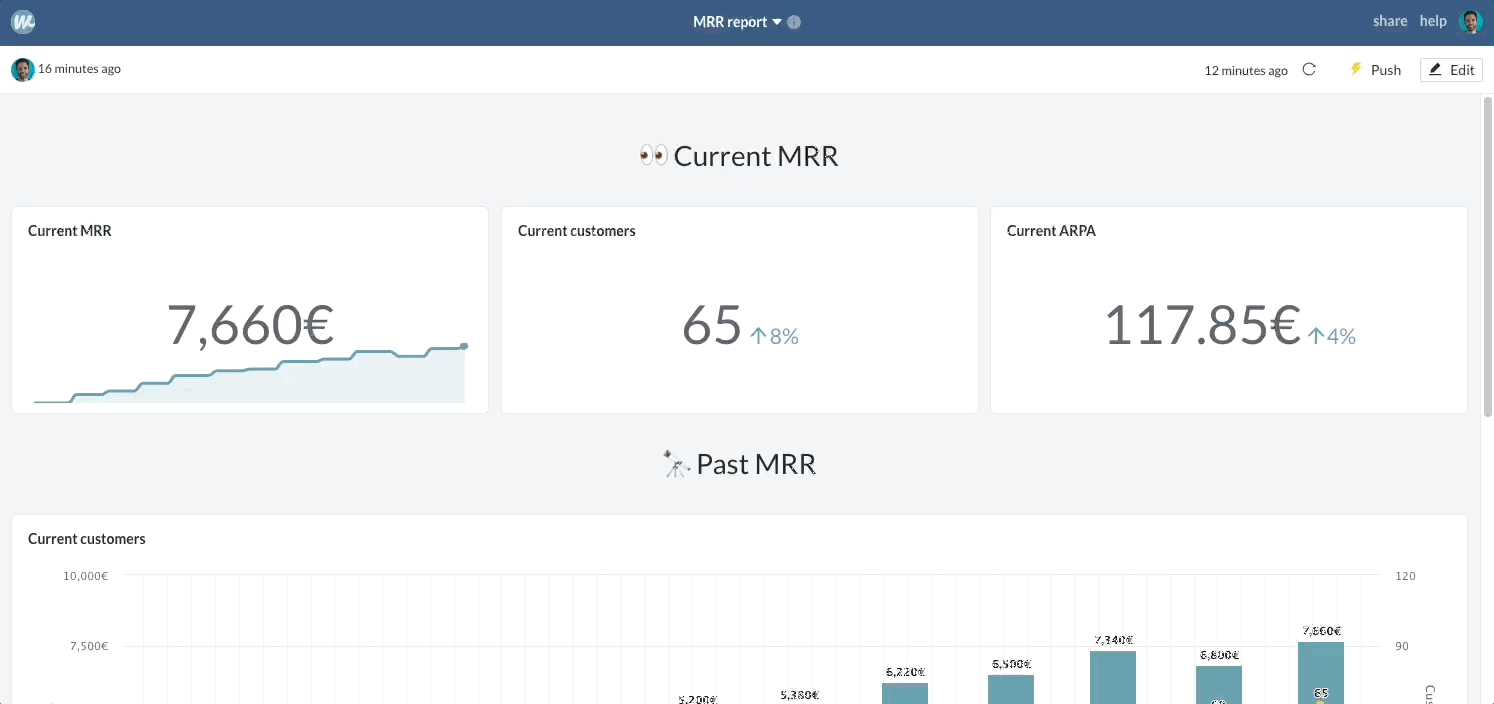 MRR report
share help
16 minutes ago
12 minutes ago
Push
Edit
Current MRR
Current MRR
7,660€
Current customers
65 ↑8%
Current ARPA
117.85€ ↑4%
Past MRR
Current customers
10,000€
120
7,500€
90
5,200€
5,380€
6,220€
6,500€
7,340€
6,800€
7,660€
65